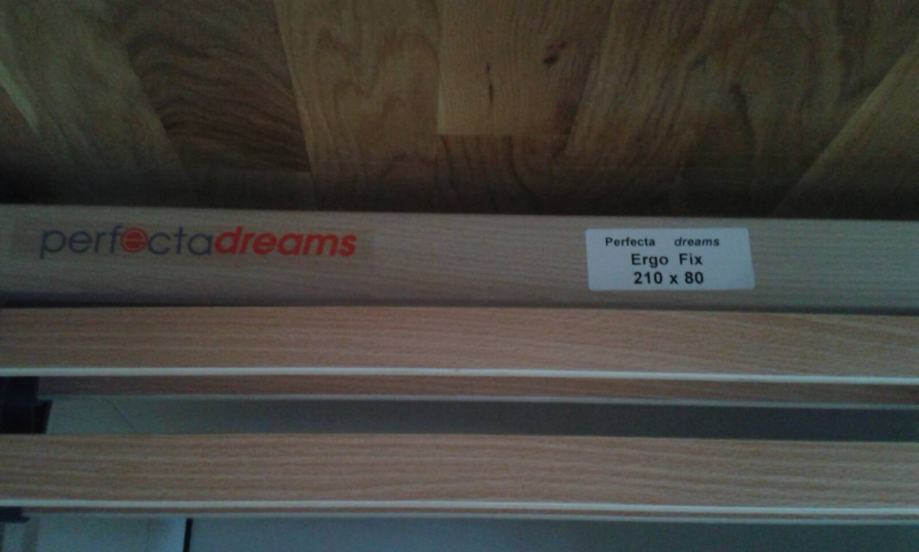 perfectadreams
Perfecta dreams
Ergo Fix
210 x 80